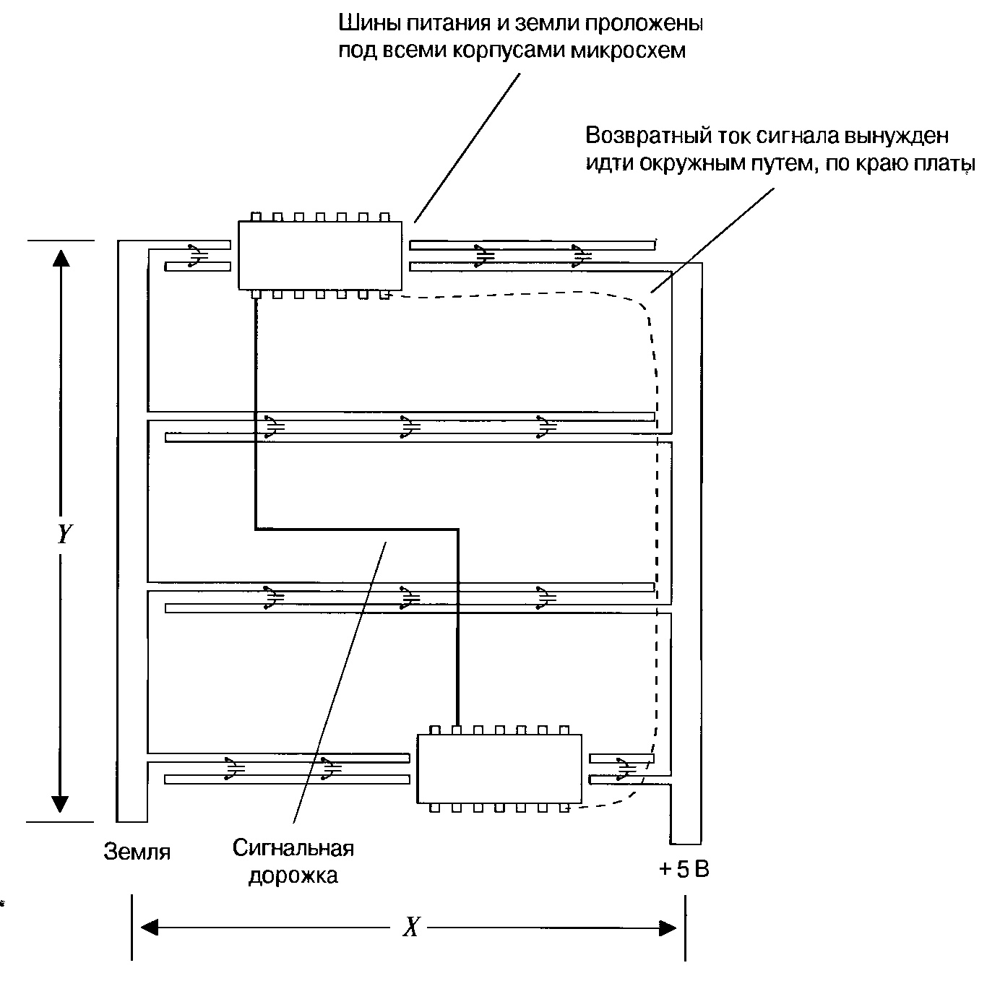 Шины питания и земли проложены
под всеми корпусами микросхем
Возвратный ток сигнала вынужден
идти окружным путем, по краю платы
Y
Земля
Сигнальная
дорожка
+ 5 В
X